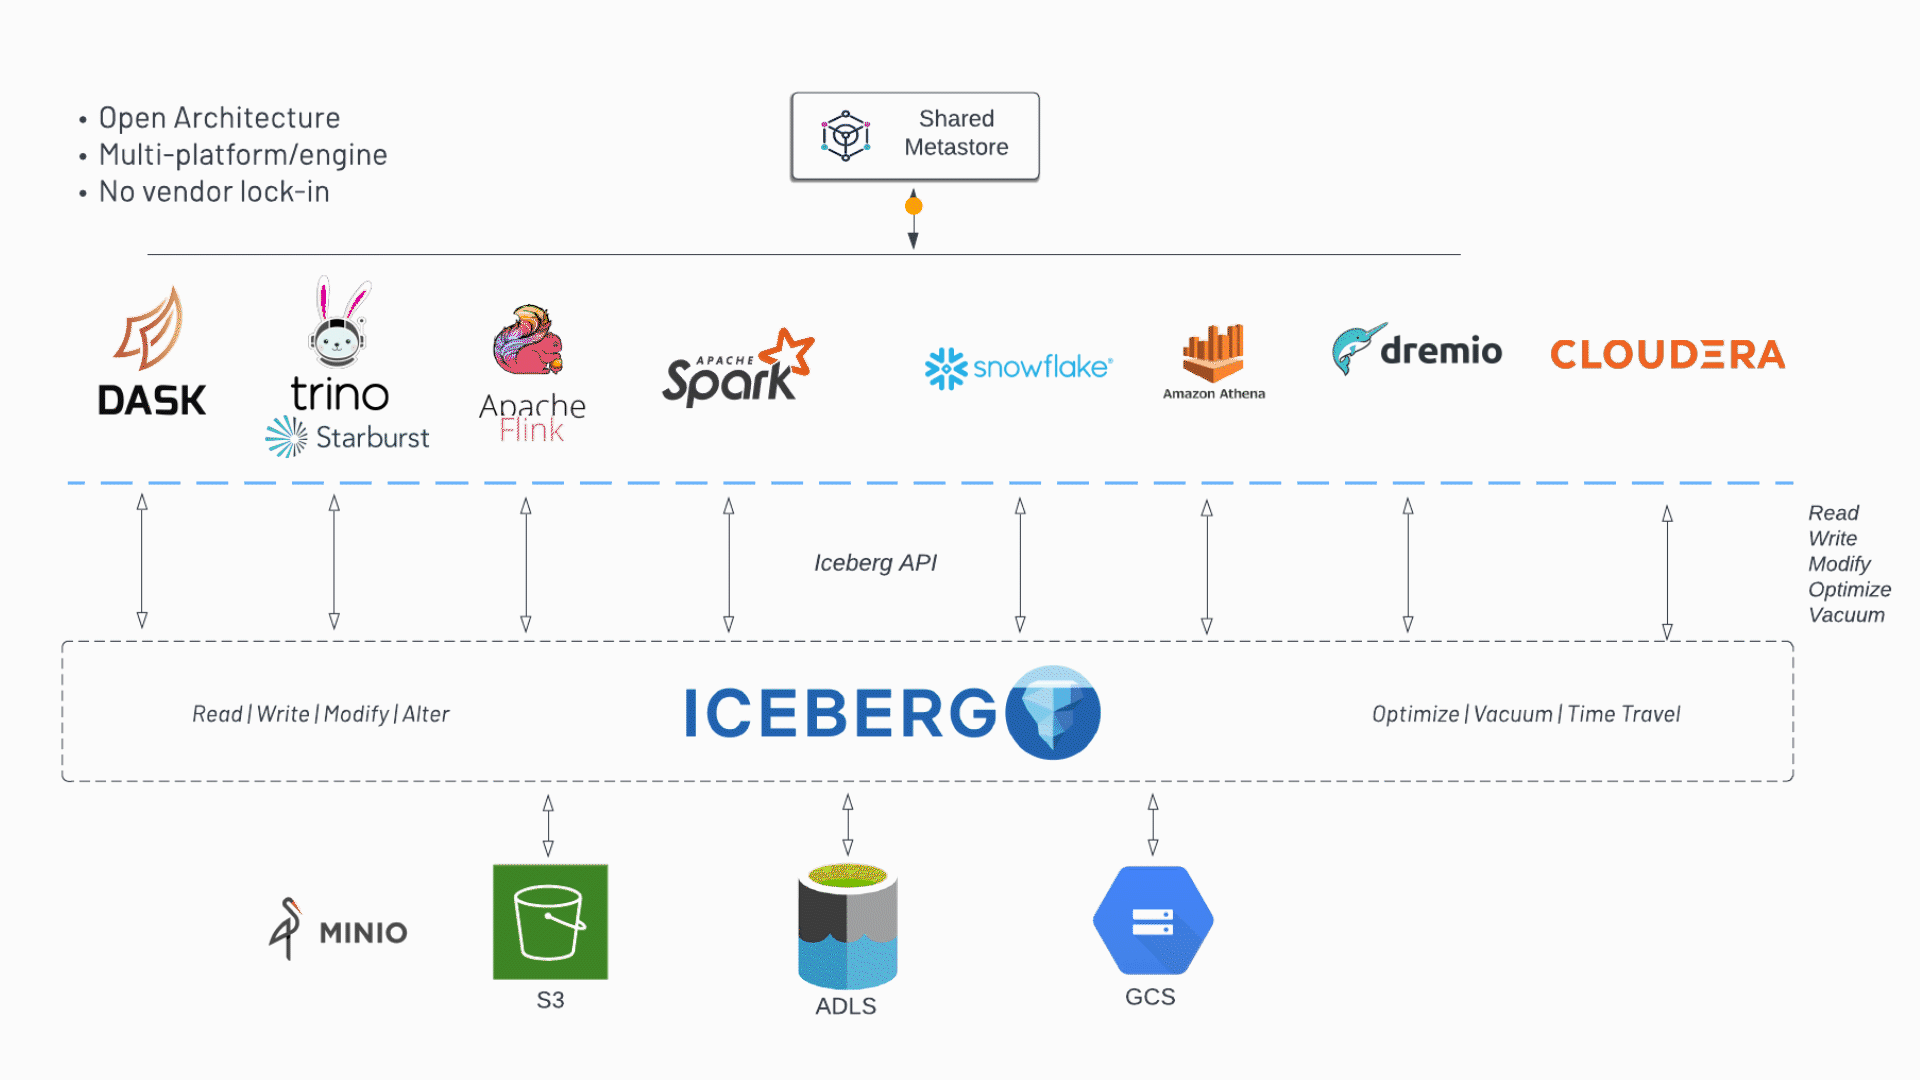 • Open Architecture
• Multi-platform/engine
• No vendor lock-in
Shared
Metastore
DASK
trino
Starburst
Apache
Flink
APACHE
Spark
snowflake®
Amazon Athena
dremio
CLOUDERA
Iceberg API
Read
Write
Modify
Optimize
Vacuum
Read | Write | Modify | Alter
ICEBERG
Optimize | Vacuum | Time Travel
MINIO
S3
ADLS
GCS